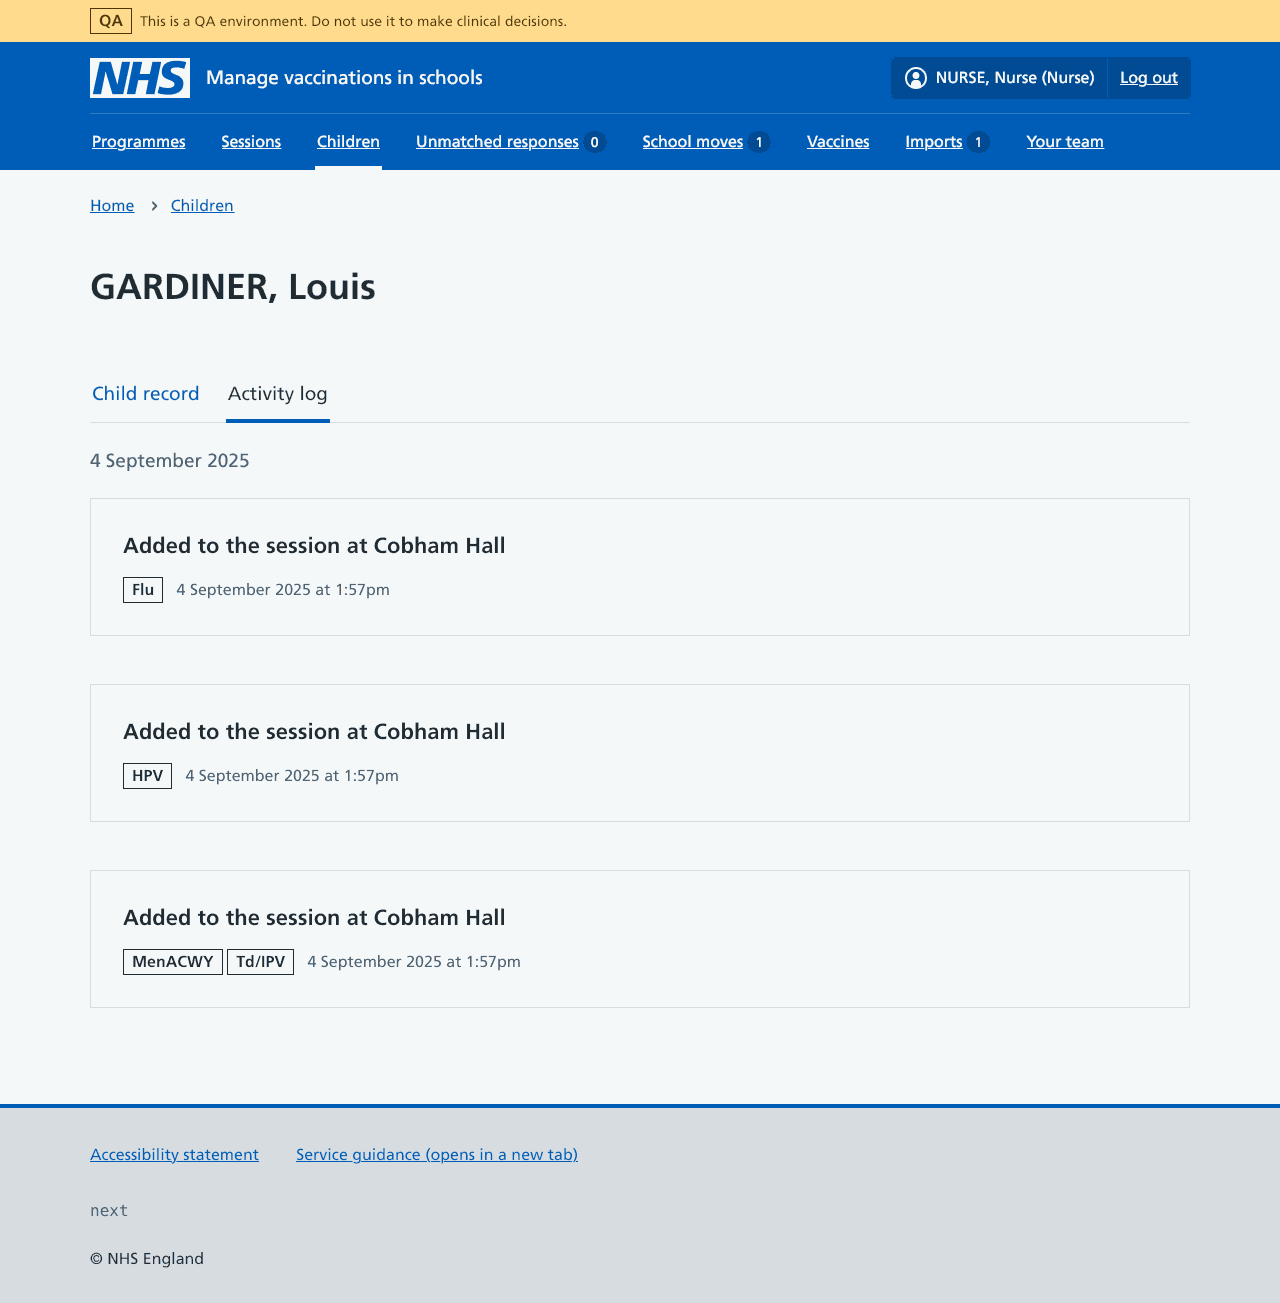 QA This is a QA environment. Do not use it to make clinical decisions.
NHS Manage vaccinations in schools NURSE, Nurse (Nurse) Log out
Programmes Sessions Children Unmatched responses 0 School moves 1 Vaccines Imports 1 Your team
Home Children
GARDINER, Louis
Child record Activity log
4 September 2025
Added to the session at Cobham Hall
Flu 4 September 2025 at 1:57pm
Added to the session at Cobham Hall
HPV 4 September 2025 at 1:57pm
Added to the session at Cobham Hall
MenACWY Td/IPV 4 September 2025 at 1:57pm
Accessibility statement Service guidance (opens in a new tab)
next
© NHS England